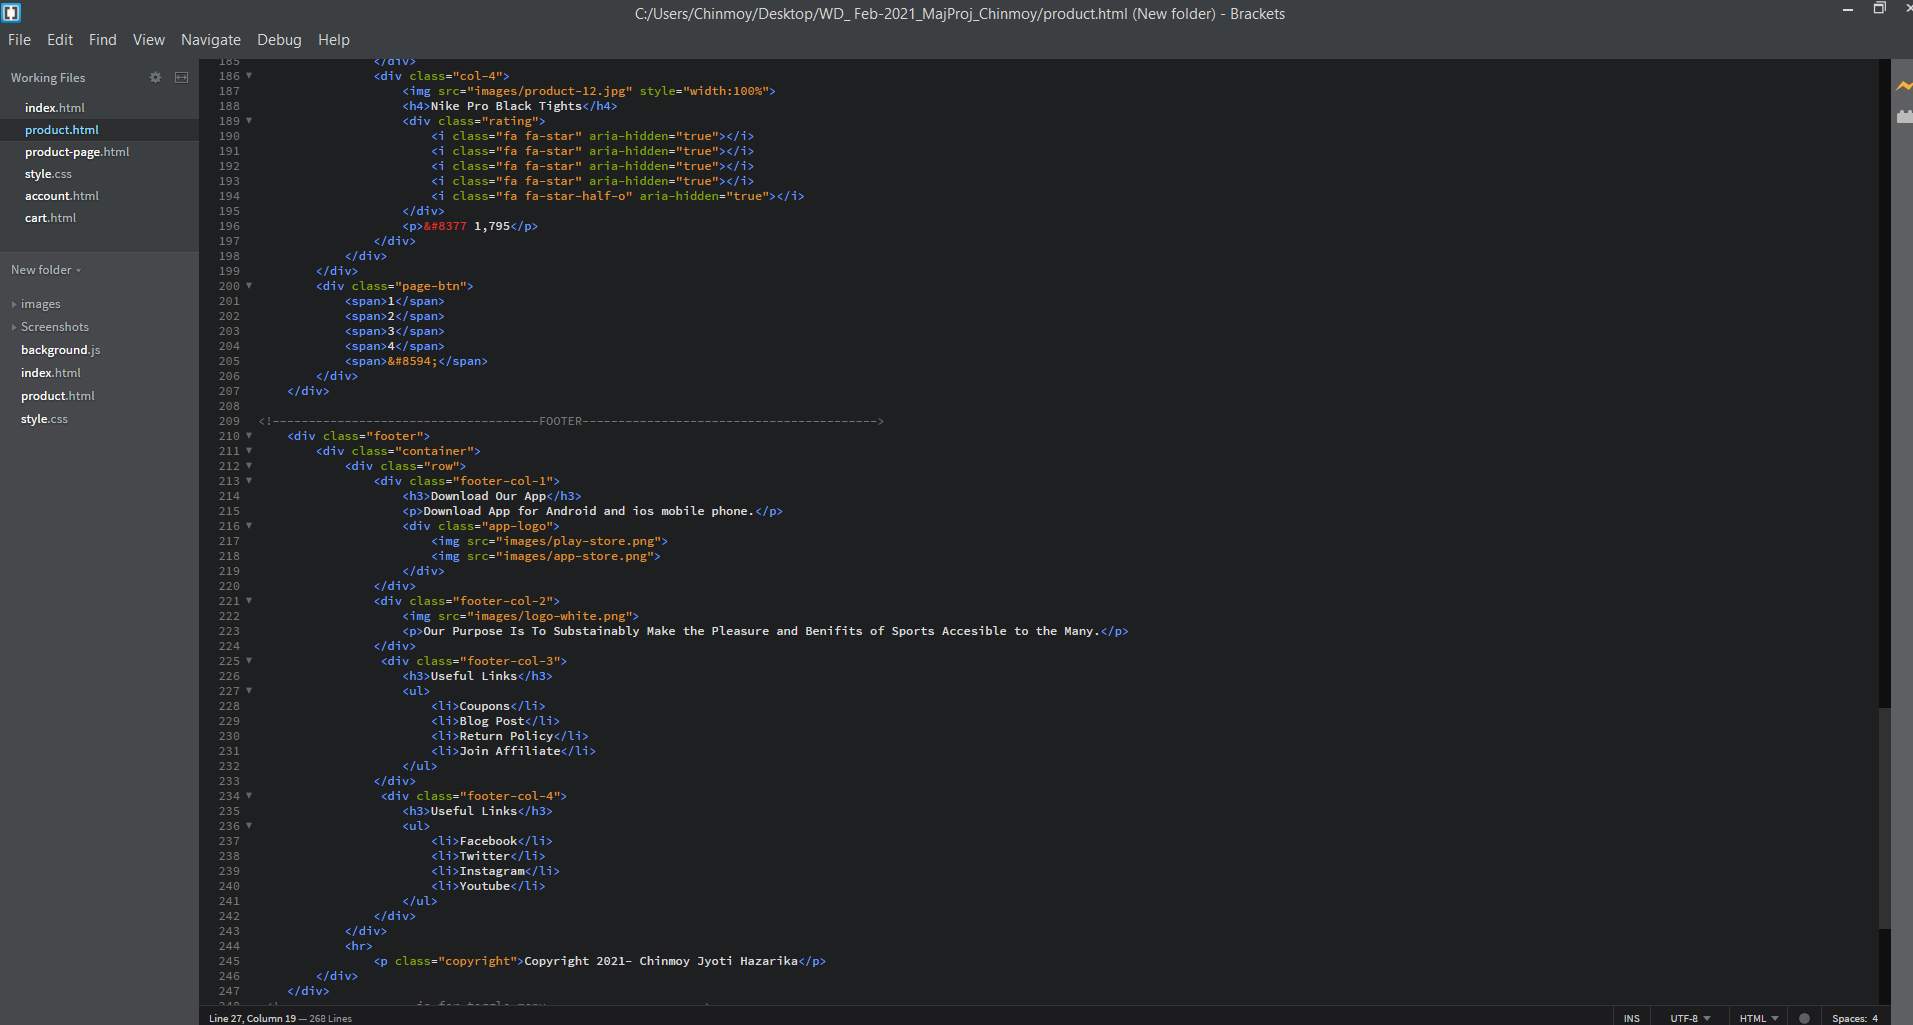 C:/Users/Chinmoy/Desktop/WD_ Feb-2021_MajProj_Chinmoy/product.html (New folder) - Brackets
File Edit Find View Navigate Debug Help
Working Files
index.html
product.html
product-page.html
style.css
account.html
cart.html
New folder
images
Screenshots
background.js
index.html
product.html
style.css
185 </div>
186 <div class="col-4">
187 <img src="images/product-12.jpg" style="width:100%">
188 <h4>Nike Pro Black Tights</h4>
189 <div class="rating">
190 <i class="fa fa-star" aria-hidden="true"></i>
191 <i class="fa fa-star" aria-hidden="true"></i>
192 <i class="fa fa-star" aria-hidden="true"></i>
193 <i class="fa fa-star" aria-hidden="true"></i>
194 <i class="fa fa-star-half-o" aria-hidden="true"></i>
195 </div>
196 <p>&#8377 1,795</p>
197 </div>
198 </div>
199 </div>
200 <div class="page-btn">
201 <span>1</span>
202 <span>2</span>
203 <span>3</span>
204 <span>4</span>
205 <span>&#8594;</span>
206 </div>
207 </div>
208
209 <!-------------------------------------FOOTER----------------------------------------->
210 <div class="footer">
211 <div class="container">
212 <div class="row">
213 <div class="footer-col-1">
214 <h3>Download Our App</h3>
215 <p>Download App for Android and ios mobile phone.</p>
216 <div class="app-logo">
217 <img src="images/play-store.png">
218 <img src="images/app-store.png">
219 </div>
220 </div>
221 <div class="footer-col-2">
222 <img src="images/logo-white.png">
223 <p>Our Purpose Is To Substainably Make the Pleasure and Benifits of Sports Accesible to the Many.</p>
224 </div>
225 <div class="footer-col-3">
226 <h3>Useful Links</h3>
227 <ul>
228 <li>Coupons</li>
229 <li>Blog Post</li>
230 <li>Return Policy</li>
231 <li>Join Affiliate</li>
232 </ul>
233 </div>
234 <div class="footer-col-4">
235 <h3>Useful Links</h3>
236 <ul>
237 <li>Facebook</li>
238 <li>Twitter</li>
239 <li>Instagram</li>
240 <li>Youtube</li>
241 </ul>
242 </div>
243 </div>
244 <hr>
245 <p class="copyright">Copyright 2021- Chinmoy Jyoti Hazarika</p>
246 </div>
247 </div>
Line 27, Column 19 — 268 Lines INS UTF-8 HTML Spaces: 4